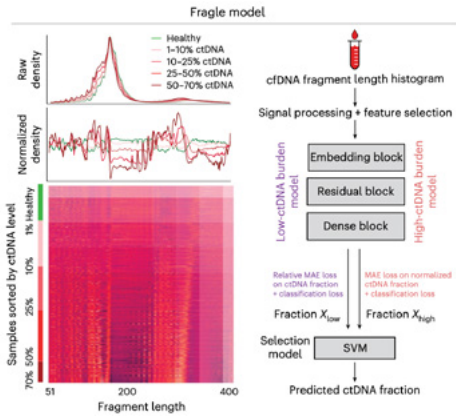 Fragle model
Raw
density
Healthy
1–10% ctDNA
10–25% ctDNA
25–50% ctDNA
50–70% ctDNA
Normalized
density
Samples sorted by ctDNA level
Healthy
1%
10%
25%
50%
70%
51
200
400
Fragment length
cfDNA fragment length histogram
Signal processing + feature selection
Low-ctDNA burden
model
Embedding block
Residual block
Dense block
High-ctDNA burden
model
Relative MAE loss
on ctDNA fraction
+ classification loss
MAE loss on normalized
ctDNA fraction
+ classification loss
Fraction Xlow
Fraction Xhigh
Selection
model
SVM
Predicted ctDNA fraction